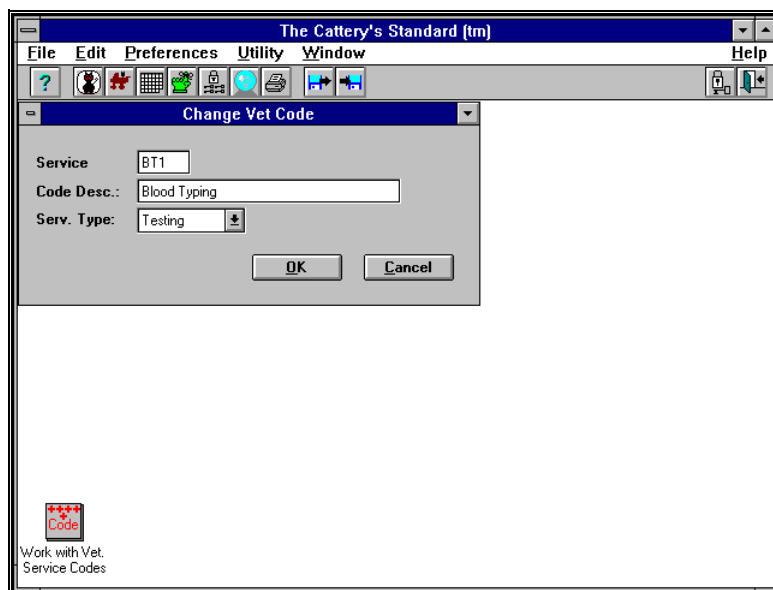 The Cattery's Standard (tm)
File Edit Preferences Utility Window Help
?
Change Vet Code
Service BT1
Code Desc.: Blood Typing
Serv. Type: Testing
OK Cancel
Code
Work with Vet.
Service Codes